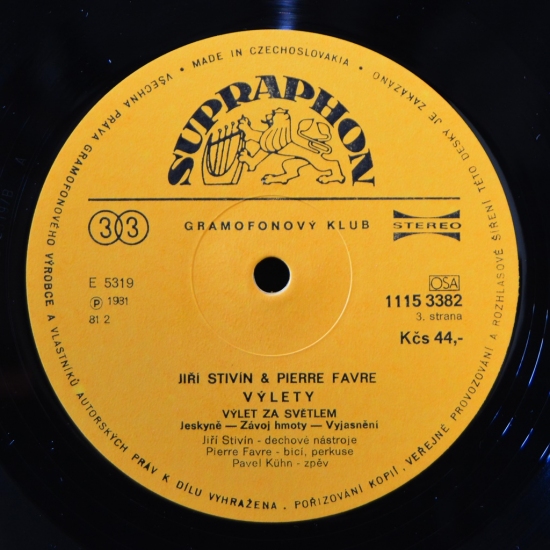 • MADE IN CZECHOSLOVAKIA •
VŠECHNA PRÁVA GRAMOFONOVÉHO VÝROBCE A VLASTNÍKŮ AUTORSKÝCH PRÁV K DÍLU VYHRAŽENA. POŘIZOVÁNÍ KOPIÍ, VEŘEJNÉ PROVOZOVÁNÍ A ROZHLASOVÉ ŠÍŘENÍ TÉTO DESKY JE ZAKÁZÁNO
SUPRAPHON
33
GRAMOFONOVÝ KLUB
STEREO
E 5319
Ⓟ 1981
81 2
OSA
1115 3382
3. strana
Kčs 44,-
JIŘÍ STIVÍN & PIERRE FAVRE
VÝLETY
VÝLET ZA SVĚTLEM
Jeskyně — Závoj hmoty — Vyjasnění
Jiří Stivín - dechové nástroje
Pierre Favre - bicí, perkuse
Pavel Kühn - zpěv